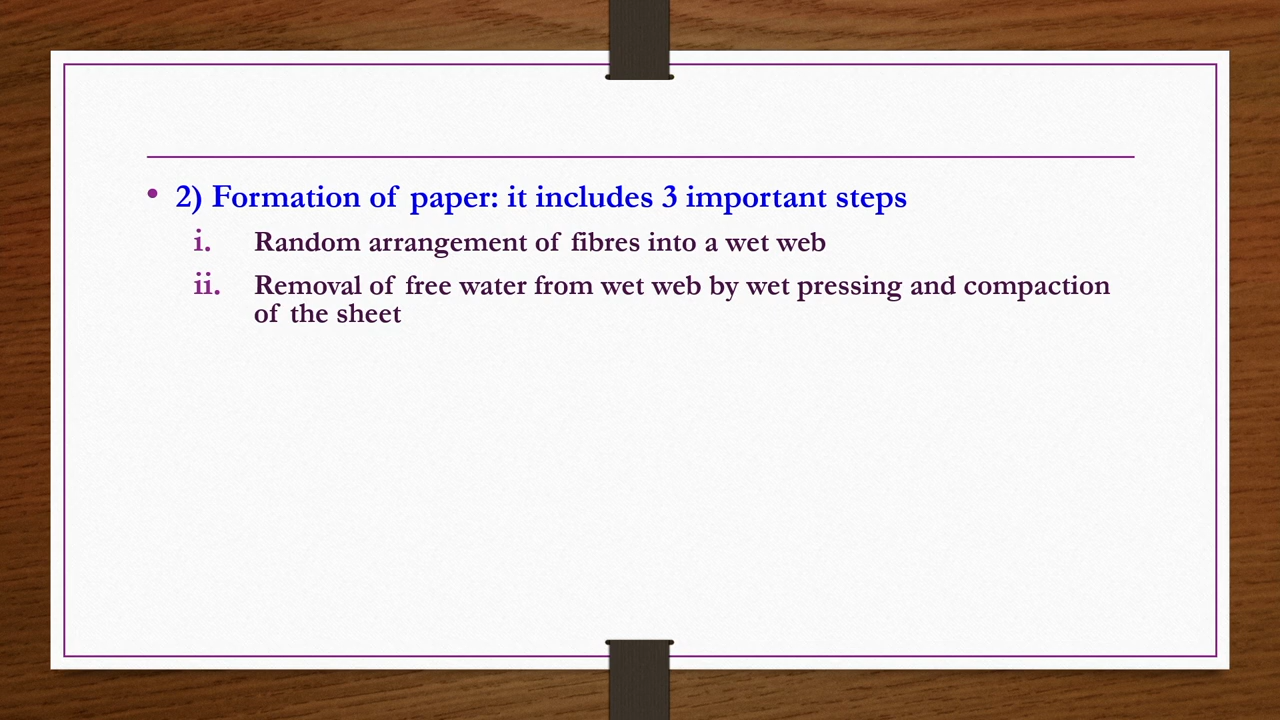 • 2) Formation of paper: it includes 3 important steps
i. Random arrangement of fibres into a wet web
ii. Removal of free water from wet web by wet pressing and compaction
of the sheet